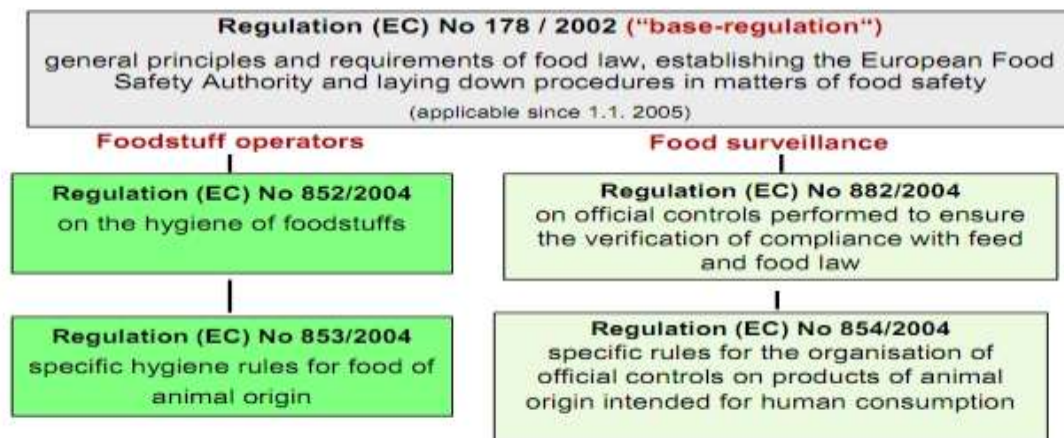 Regulation (EC) No 178 / 2002 ("base-regulation")
general principles and requirements of food law, establishing the European Food
Safety Authority and laying down procedures in matters of food safety
(applicable since 1.1. 2005)
Foodstuff operators
Regulation (EC) No 852/2004
on the hygiene of foodstuffs
Regulation (EC) No 853/2004
specific hygiene rules for food of
animal origin
Food surveillance
Regulation (EC) No 882/2004
on official controls performed to ensure
the verification of compliance with feed
and food law
Regulation (EC) No 854/2004
specific rules for the organisation of
official controls on products of animal
origin intended for human consumption